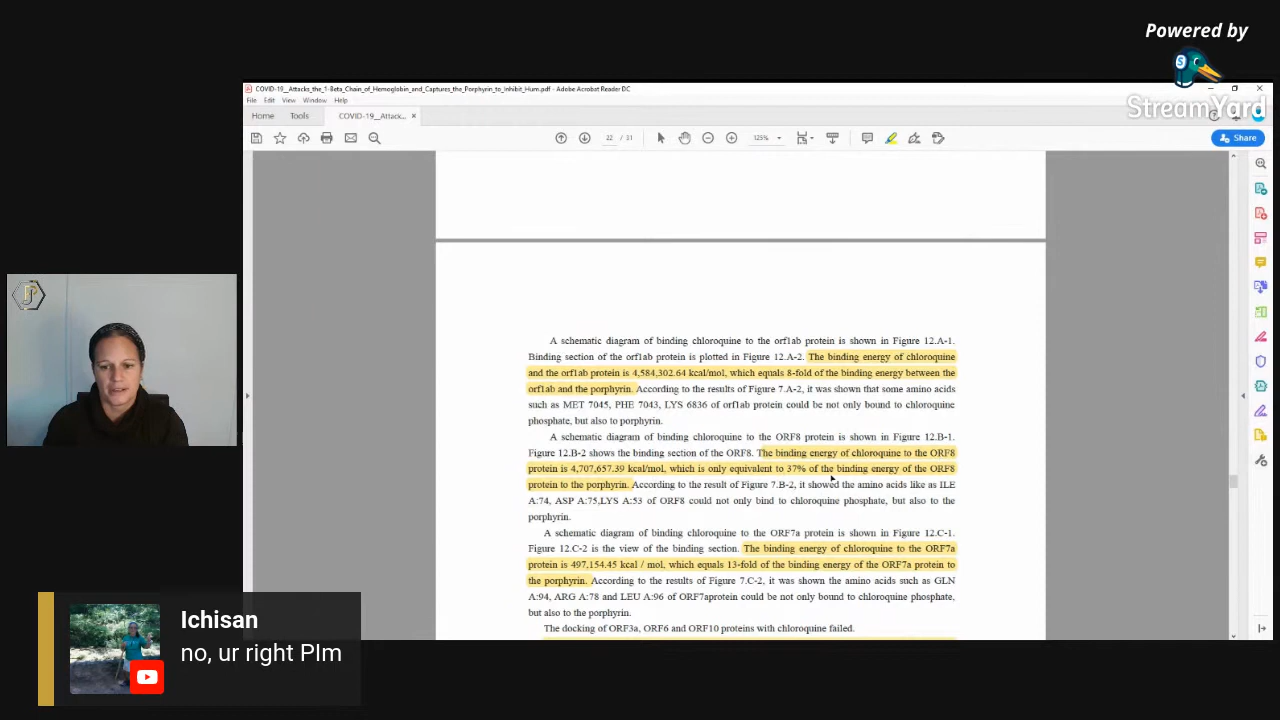 Powered by
StreamYard
COVID-19__Attacks_the_1-Beta_Chain_of_Hemoglobin_and_Captures_the_Porphyrin_to_Inhibit_Hum.pdf - Adobe Acrobat Reader DC
File Edit View Window Help
Home Tools COVID-19__Attack... ×
22 / 31
125%
Share
A schematic diagram of binding chloroquine to the orf1ab protein is shown in Figure 12.A-1.
Binding section of the orf1ab protein is plotted in Figure 12.A-2. The binding energy of chloroquine
and the orf1ab protein is 4,584,302.64 kcal/mol, which equals 8-fold of the binding energy between the
orf1ab and the porphyrin. According to the results of Figure 7.A-2, it was shown that some amino acids
such as MET 7045, PHE 7043, LYS 6836 of orf1ab protein could be not only bound to chloroquine
phosphate, but also to porphyrin.
A schematic diagram of binding chloroquine to the ORF8 protein is shown in Figure 12.B-1.
Figure 12.B-2 shows the binding section of the ORF8. The binding energy of chloroquine to the ORF8
protein is 4,707,657.39 kcal/mol, which is only equivalent to 37% of the binding energy of the ORF8
protein to the porphyrin. According to the result of Figure 7.B-2, it showed the amino acids like as ILE
A:74, ASP A:75,LYS A:53 of ORF8 could not only bind to chloroquine phosphate, but also to the
porphyrin.
A schematic diagram of binding chloroquine to the ORF7a protein is shown in Figure 12.C-1.
Figure 12.C-2 is the view of the binding section. The binding energy of chloroquine to the ORF7a
protein is 497,154.45 kcal / mol, which equals 13-fold of the binding energy of the ORF7a protein to
the porphyrin. According to the results of Figure 7.C-2, it was shown the amino acids such as GLN
A:94, ARG A:78 and LEU A:96 of ORF7aprotein could be not only bound to chloroquine phosphate,
but also to the porphyrin.
The docking of ORF3a, ORF6 and ORF10 proteins with chloroquine failed.
Ichisan
no, ur right PIm